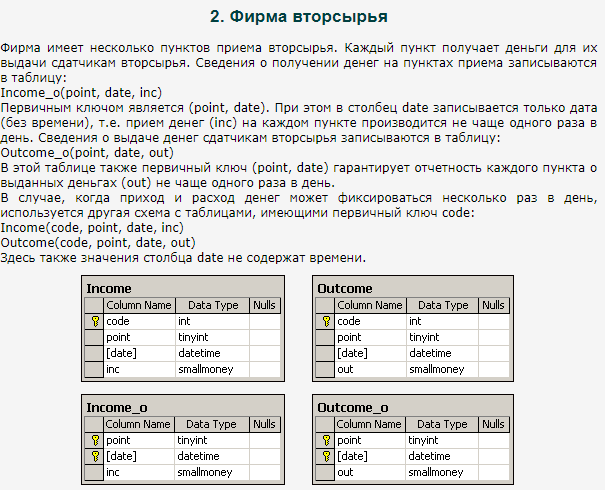 2. Фирма вторсырья
Фирма имеет несколько пунктов приема вторсырья. Каждый пункт получает деньги для их
выдачи сдатчикам вторсырья. Сведения о получении денег на пунктах приема записываются
в таблицу:
Income_o(point, date, inc)
Первичным ключом является (point, date). При этом в столбец date записывается только дата
(без времени), т.е. прием денег (inc) на каждом пункте производится не чаще одного раза в
день. Сведения о выдаче денег сдатчикам вторсырья записываются в таблицу:
Outcome_o(point, date, out)
В этой таблице также первичный ключ (point, date) гарантирует отчетность каждого пункта о
выданных деньгах (out) не чаще одного раза в день.
В случае, когда приход и расход денег может фиксироваться несколько раз в день,
используется другая схема с таблицами, имеющими первичный ключ code:
Income(code, point, date, inc)
Outcome(code, point, date, out)
Здесь также значения столбца date не содержат времени.
Income
Column Name Data Type Nulls
code int
point tinyint
[date] datetime
inc smallmoney
Outcome
Column Name Data Type Nulls
code int
point tinyint
[date] datetime
out smallmoney
Income_o
Column Name Data Type Nulls
point tinyint
[date] datetime
inc smallmoney
Outcome_o
Column Name Data Type Nulls
point tinyint
[date] datetime
out smallmoney